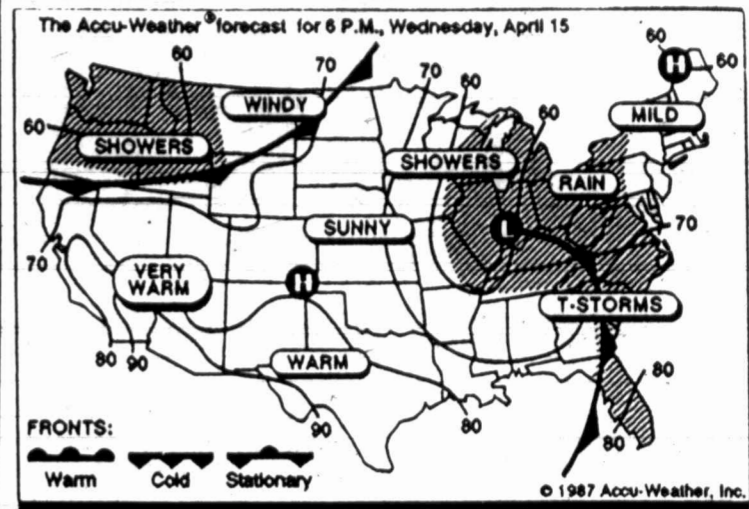 The Accu-Weather® forecast for 6 P.M., Wednesday, April 15
60
60
70
70
60
60
60
60
WINDY
MILD
SHOWERS
SHOWERS
RAIN
H
L
H
SUNNY
70
70
VERY
WARM
T-STORMS
WARM
80
90
90
80
80
80
FRONTS:
Warm
Cold
Stationary
© 1987 Accu-Weather, Inc.